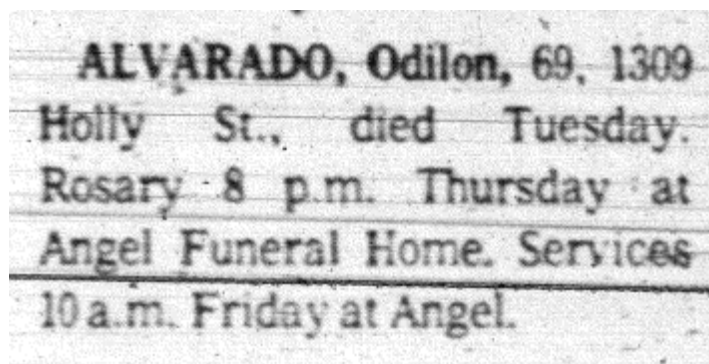 ALVARADO, Odilon, 69, 1309
Holly St., died Tuesday.
Rosary 8 p.m. Thursday at
Angel Funeral Home. Services
10 a.m. Friday at Angel.